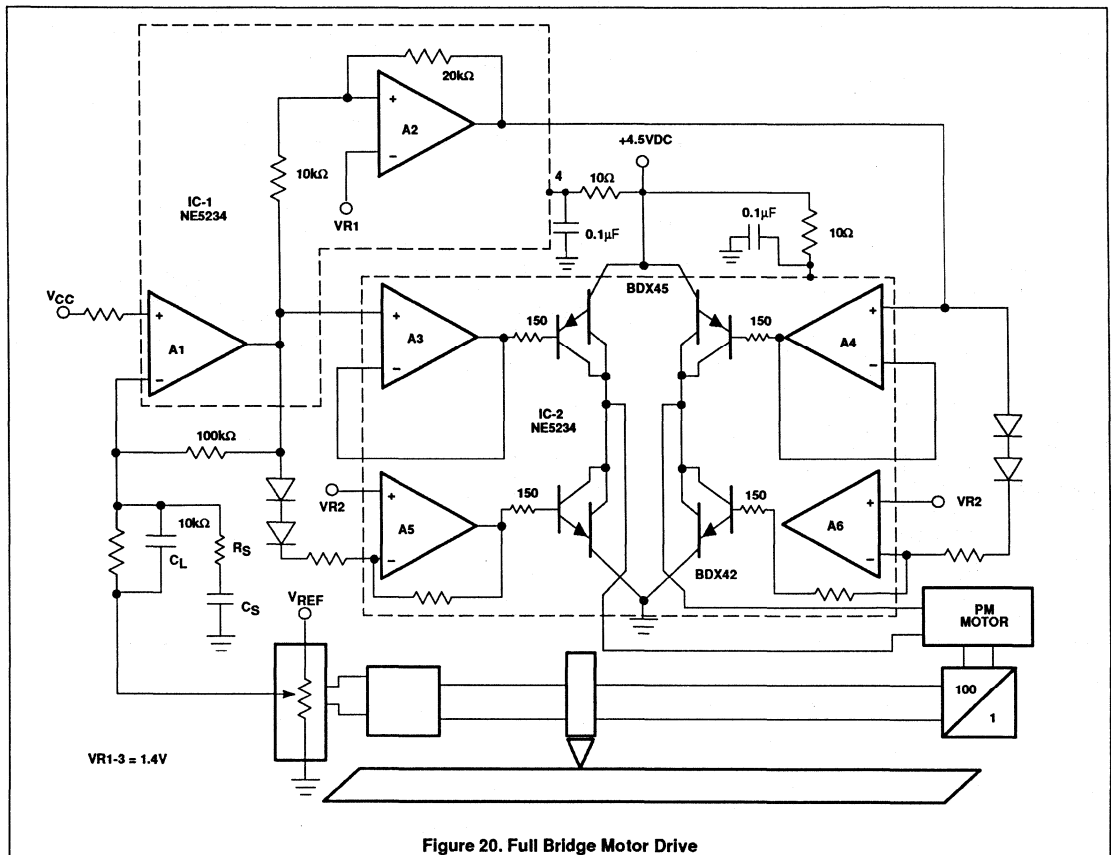 20kΩ
+
A2
−
+4.5VDC
10kΩ
4
10Ω
IC-1
NE5234
VR1
0.1µF
0.1µF
10Ω
VCC
BDX45
+
A1
−
+
A3
−
150
150
+
A4
−
IC-2
NE5234
100kΩ
VR2
+
A5
−
150
150
+
A6
−
VR2
10kΩ
RS
CL
CS
BDX42
VREF
PM
MOTOR
100
1
VR1-3 = 1.4V
Figure 20. Full Bridge Motor Drive